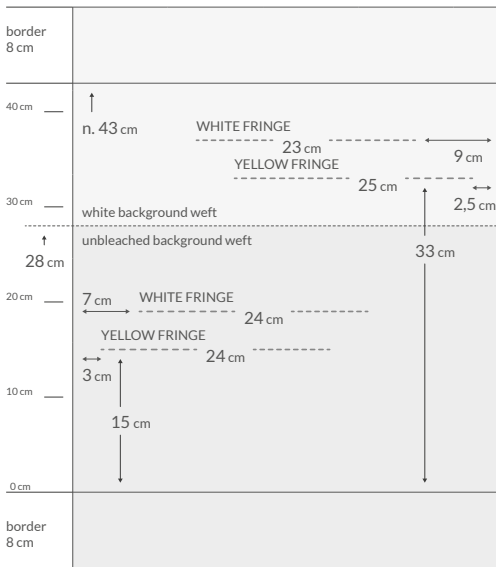 border
8 cm
40 cm
n. 43 cm
WHITE FRINGE
23 cm
9 cm
YELLOW FRINGE
25 cm
2,5 cm
30 cm
white background weft
unbleached background weft
28 cm
33 cm
20 cm
7 cm
WHITE FRINGE
24 cm
YELLOW FRINGE
24 cm
3 cm
10 cm
15 cm
0 cm
border
8 cm